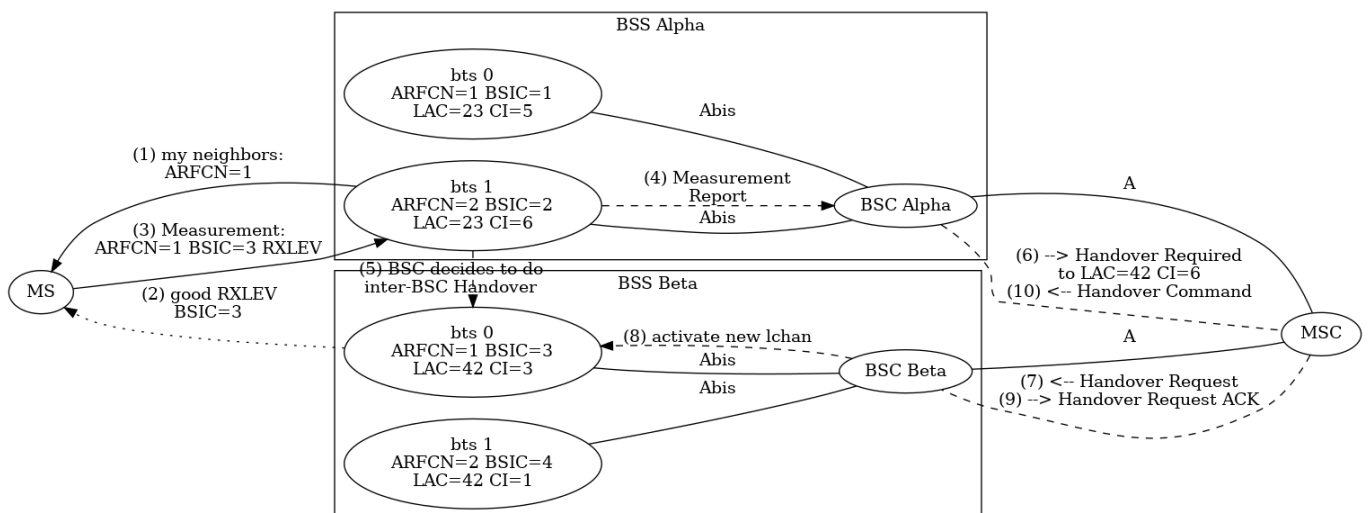 BSS Alpha
bts 0
ARFCN=1 BSIC=1
LAC=23 CI=5
Abis
(1) my neighbors:
ARFCN=1
bts 1
ARFCN=2 BSIC=2
LAC=23 CI=6
(4) Measurement
Report
Abis
BSC Alpha
A
(3) Measurement:
ARFCN=1 BSIC=3 RXLEV
(6) --> Handover Required
to LAC=42 CI=6
(10) <-- Handover Command
(5) BSC decides to do
inter-BSC Handover
BSS Beta
MS
(2) good RXLEV
BSIC=3
bts 0
ARFCN=1 BSIC=3
LAC=42 CI=3
(8) activate new lchan
Abis
Abis
BSC Beta
A
MSC
(7) <-- Handover Request
(9) --> Handover Request ACK
bts 1
ARFCN=2 BSIC=4
LAC=42 CI=1